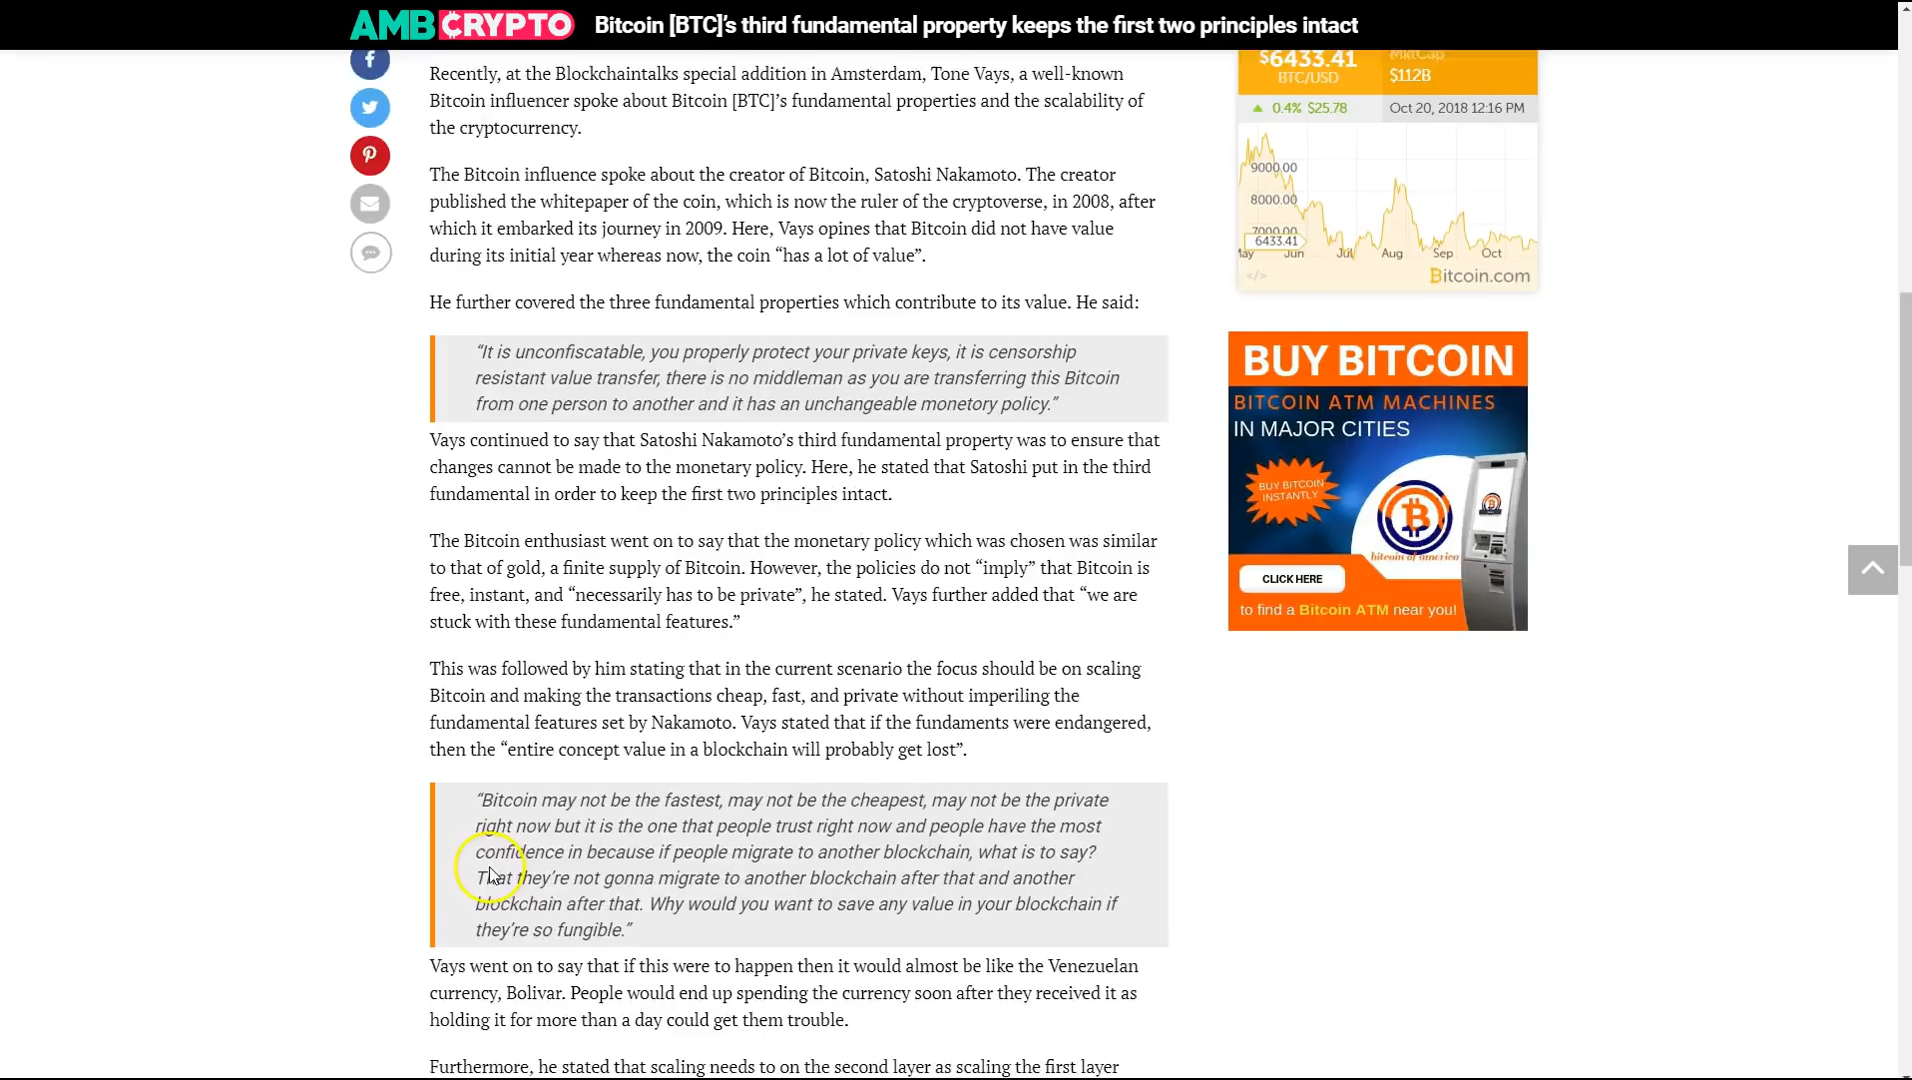 AMBCRYPTO
Bitcoin [BTC]’s third fundamental property keeps the first two principles intact
Recently, at the Blockchaintalks special addition in Amsterdam, Tone Vays, a well-known
Bitcoin influencer spoke about Bitcoin [BTC]’s fundamental properties and the scalability of
the cryptocurrency.
The Bitcoin influence spoke about the creator of Bitcoin, Satoshi Nakamoto. The creator
published the whitepaper of the coin, which is now the ruler of the cryptoverse, in 2008, after
which it embarked its journey in 2009. Here, Vays opines that Bitcoin did not have value
during its initial year whereas now, the coin “has a lot of value”.
He further covered the three fundamental properties which contribute to its value. He said:
“It is unconfiscatable, you properly protect your private keys, it is censorship
resistant value transfer, there is no middleman as you are transferring this Bitcoin
from one person to another and it has an unchangeable monetory policy.”
Vays continued to say that Satoshi Nakamoto’s third fundamental property was to ensure that
changes cannot be made to the monetary policy. Here, he stated that Satoshi put in the third
fundamental in order to keep the first two principles intact.
The Bitcoin enthusiast went on to say that the monetary policy which was chosen was similar
to that of gold, a finite supply of Bitcoin. However, the policies do not “imply” that Bitcoin is
free, instant, and “necessarily has to be private”, he stated. Vays further added that “we are
stuck with these fundamental features.”
This was followed by him stating that in the current scenario the focus should be on scaling
Bitcoin and making the transactions cheap, fast, and private without imperiling the
fundamental features set by Nakamoto. Vays stated that if the fundaments were endangered,
then the “entire concept value in a blockchain will probably get lost”.
“Bitcoin may not be the fastest, may not be the cheapest, may not be the private
right now but it is the one that people trust right now and people have the most
confidence in because if people migrate to another blockchain, what is to say?
That they’re not gonna migrate to another blockchain after that and another
blockchain after that. Why would you want to save any value in your blockchain if
they’re so fungible.”
Vays went on to say that if this were to happen then it would almost be like the Venezuelan
currency, Bolivar. People would end up spending the currency soon after they received it as
holding it for more than a day could get them trouble.
Furthermore, he stated that scaling needs to on the second layer as scaling the first layer
$6433.41
BTC/USD
MktCap
$112B
0.4% $25.78
Oct 20, 2018 12:16 PM
9000.00
8000.00
7000.00
6433.41
May Jun Jul Aug Sep Oct
</>
Bitcoin.com
BUY BITCOIN
BITCOIN ATM MACHINES
IN MAJOR CITIES
BUY BITCOIN
INSTANTLY
bitcoin of america
CLICK HERE
to find a Bitcoin ATM near you!